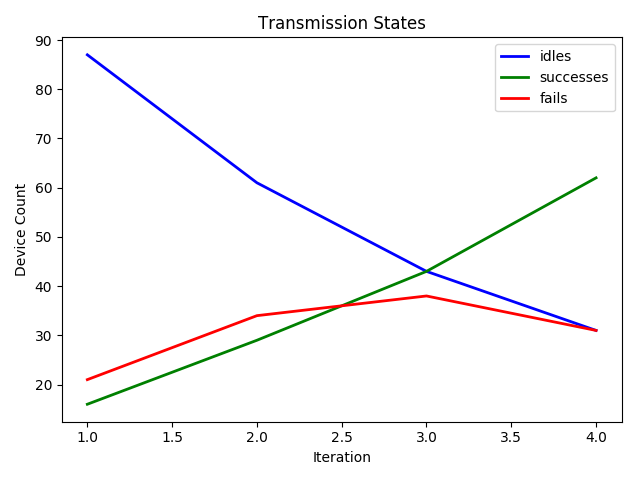 Transmission States
idles
successes
fails
Device Count
90
80
70
60
50
40
30
20
1.0 1.5 2.0 2.5 3.0 3.5 4.0
Iteration